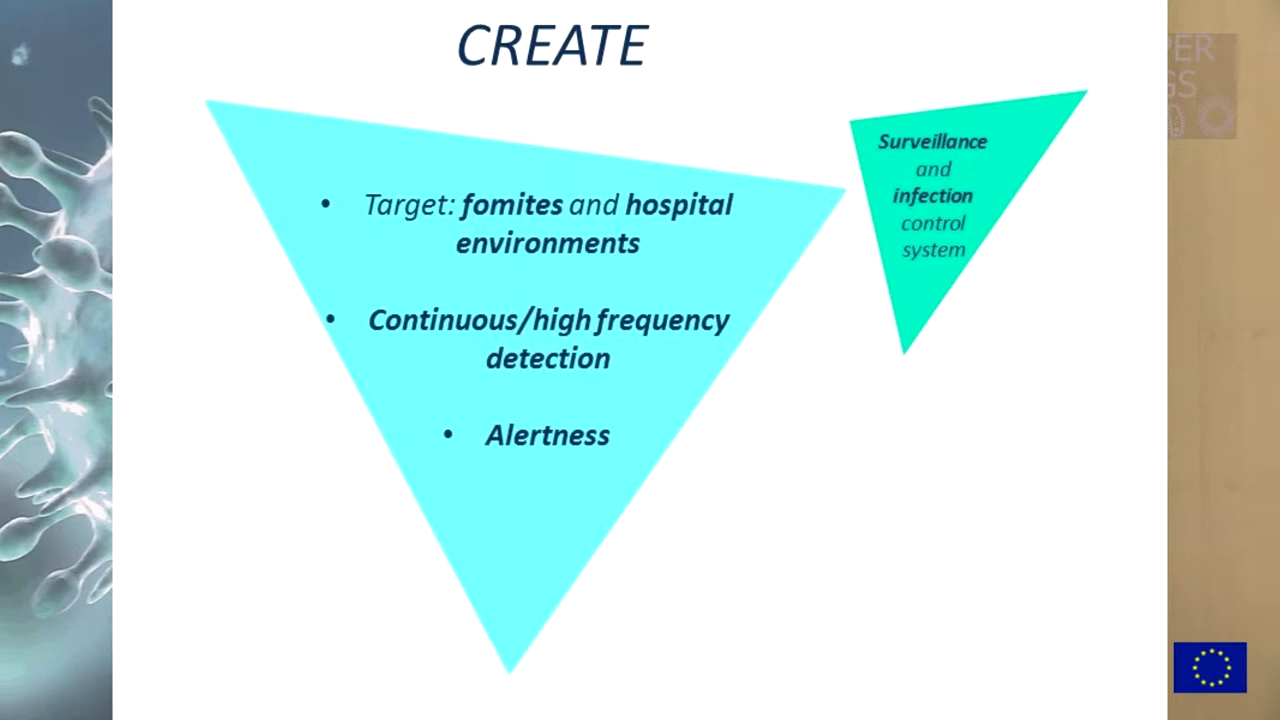 CREATE
• Target: fomites and hospital
environments
• Continuous/high frequency
detection
• Alertness
Surveillance
and
infection
control
system